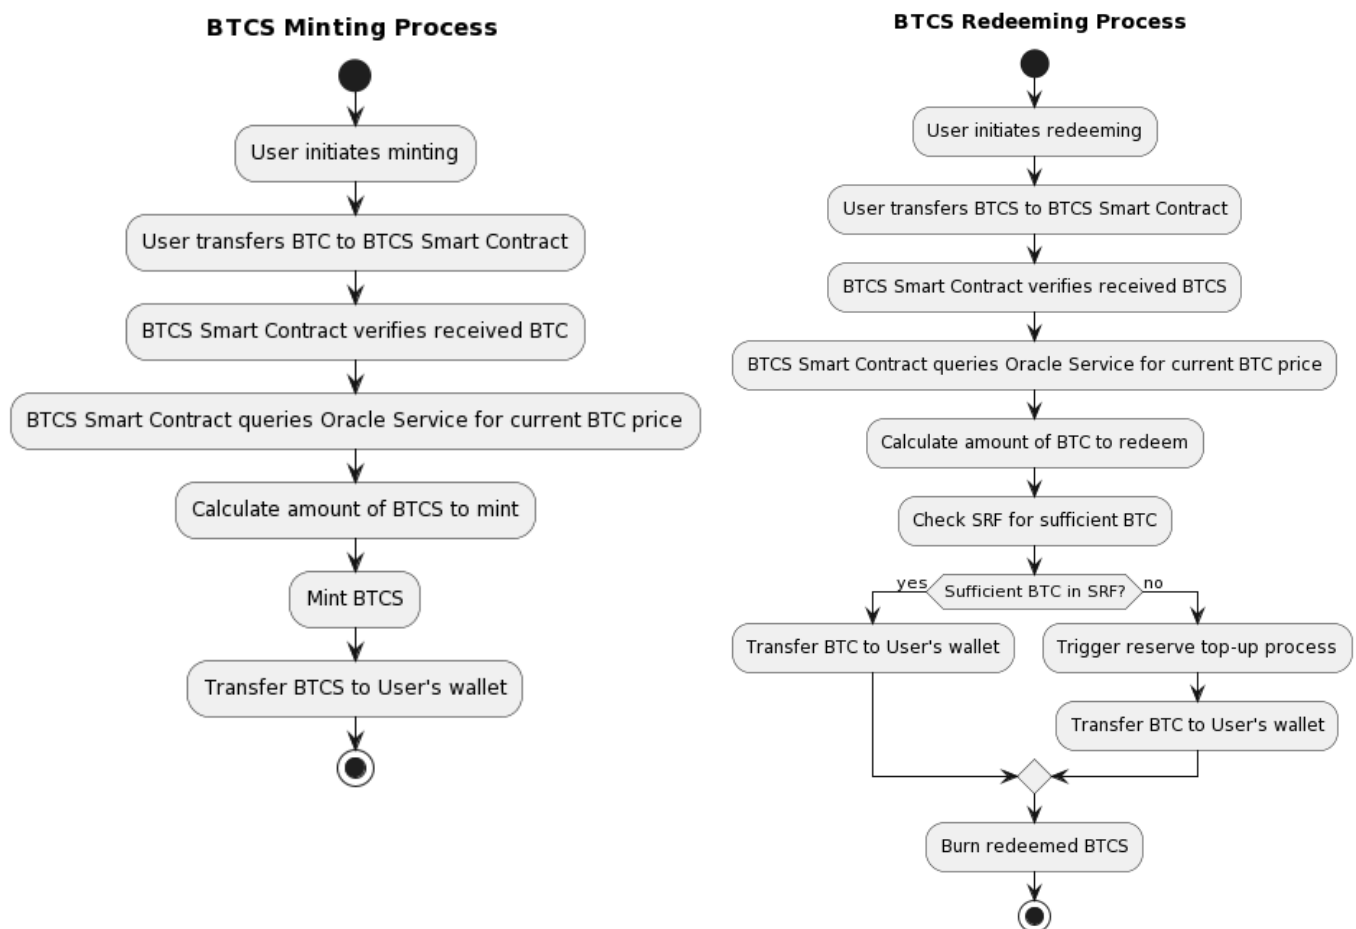 BTCS Minting Process
User initiates minting
User transfers BTC to BTCS Smart Contract
BTCS Smart Contract verifies received BTC
BTCS Smart Contract queries Oracle Service for current BTC price
Calculate amount of BTCS to mint
Mint BTCS
Transfer BTCS to User's wallet
BTCS Redeeming Process
User initiates redeeming
User transfers BTCS to BTCS Smart Contract
BTCS Smart Contract verifies received BTCS
BTCS Smart Contract queries Oracle Service for current BTC price
Calculate amount of BTC to redeem
Check SRF for sufficient BTC
yes
Sufficient BTC in SRF?
no
Transfer BTC to User's wallet
Trigger reserve top-up process
Transfer BTC to User's wallet
Burn redeemed BTCS